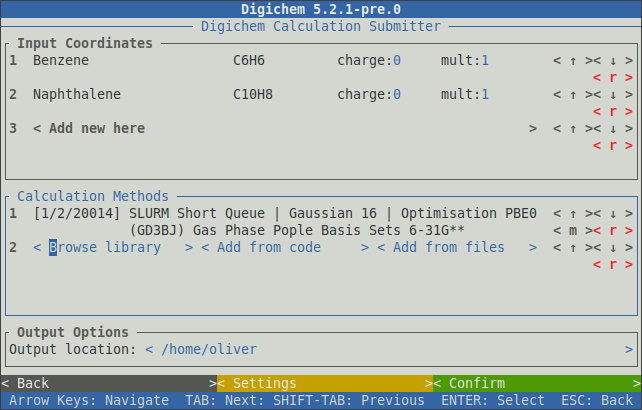 Digichem 5.2.1-pre.0
Digichem Calculation Submitter
Input Coordinates
1 Benzene C6H6 charge:0 mult:1 < ↑ >< ↓ >
< r >
2 Naphthalene C10H8 charge:0 mult:1 < ↑ >< ↓ >
< r >
3 < Add new here > < ↑ >< ↓ >
< r >
Calculation Methods
1 [1/2/20014] SLURM Short Queue | Gaussian 16 | Optimisation PBE0 < ↑ >< ↓ >
(GD3BJ) Gas Phase Pople Basis Sets 6-31G** < m >< r >
2 < Browse library > < Add from code > < Add from files > < ↑ >< ↓ >
< r >
Output Options
Output location: < /home/oliver >
< Back >< Settings >< Confirm >
Arrow Keys: Navigate TAB: Next: SHIFT-TAB: Previous ENTER: Select ESC: Back